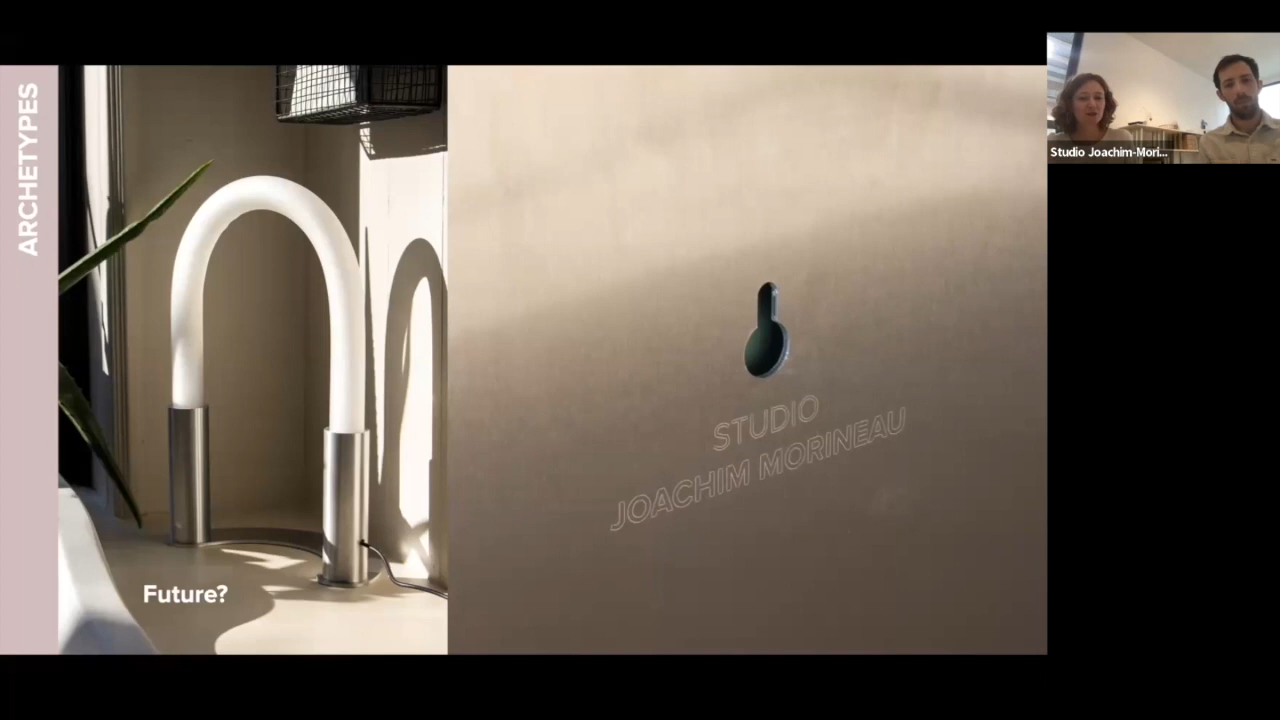 ARCHETYPES
Future?
STUDIO
JOACHIM MORINEAU
Studio Joachim-Mori...